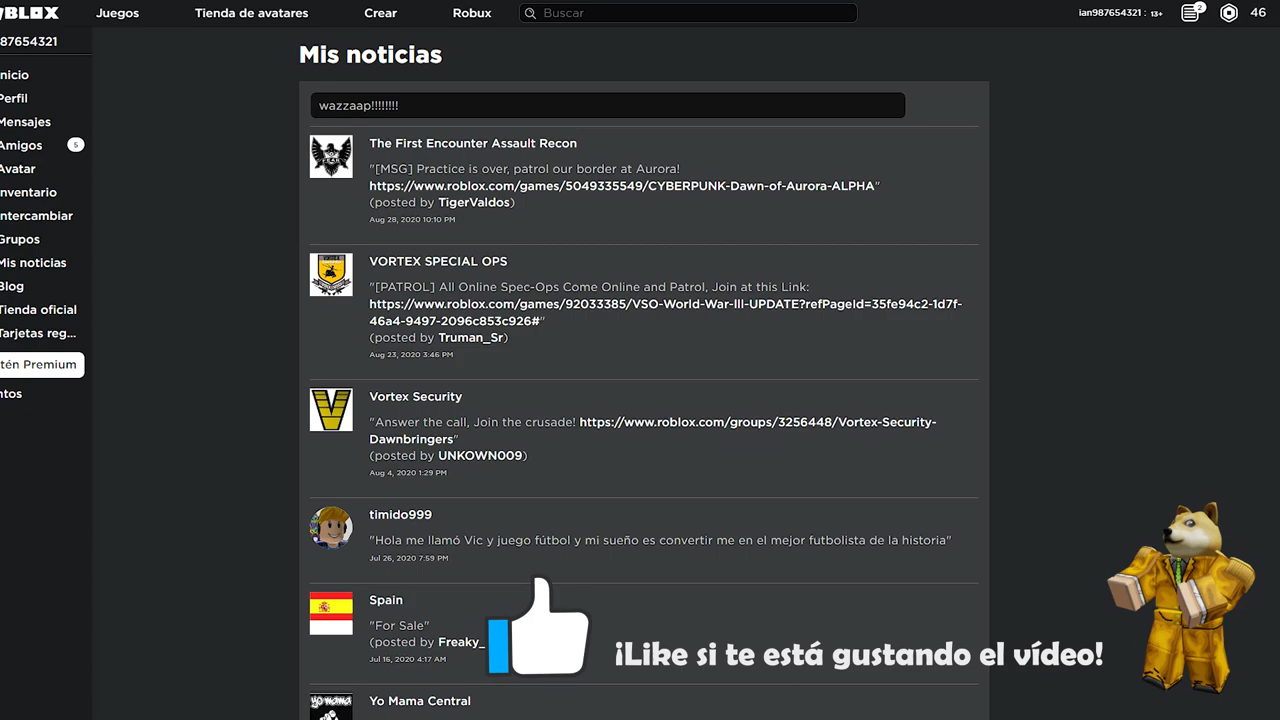 BLOX Juegos Tienda de avatares Crear Robux Buscar ian987654321 : 13+ 2 46
87654321
nicio
Perfil
Mensajes
Amigos 5
Avatar
nventario
ntercambiar
Grupos
Mis noticias
Blog
Tienda oficial
Tarjetas reg...
tén Premium
ntos
Mis noticias
wazzaap!!!!!!!!
The First Encounter Assault Recon
"[MSG] Practice is over, patrol our border at Aurora!
https://www.roblox.com/games/5049335549/CYBERPUNK-Dawn-of-Aurora-ALPHA"
(posted by TigerValdos)
Aug 28, 2020 10:10 PM
VORTEX SPECIAL OPS
"[PATROL] All Online Spec-Ops Come Online and Patrol, Join at this Link:
https://www.roblox.com/games/92033385/VSO-World-War-III-UPDATE?refPageId=35fe94c2-1d7f-
46a4-9497-2096c853c926#"
(posted by Truman_Sr)
Aug 23, 2020 3:46 PM
Vortex Security
"Answer the call, Join the crusade! https://www.roblox.com/groups/3256448/Vortex-Security-
Dawnbringers"
(posted by UNKOWN009)
Aug 4, 2020 1:29 PM
timido999
"Hola me llamó Vic y juego fútbol y mi sueño es convertir me en el mejor futbolista de la historia"
Jul 26, 2020 7:59 PM
Spain
"For Sale"
(posted by Freaky_
Jul 16, 2020 4:17 AM
¡Like si te está gustando el vídeo!
yo mama
Yo Mama Central